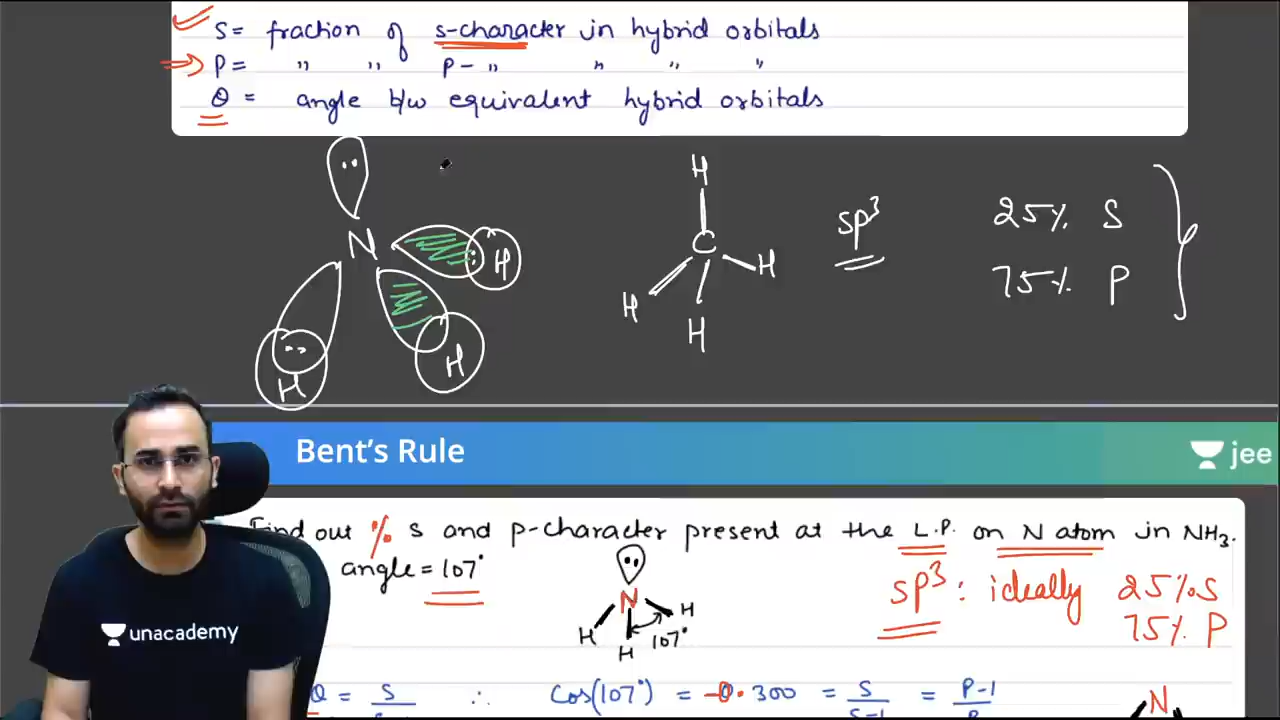 S = fraction of s-character in hybrid orbitals
P = " " P- " " " "
θ = angle b/w equivalent hybrid orbitals
N
H
H
H
H
C
H
H
H
sp³
25% S
75% P
Bent's Rule
jee
Find out % s and p-character present at the L.P. on N atom in NH₃.
angle = 107°
N
H
H
H
107°
sp³ : ideally 25% S
75% P
unacademy
θ = S
∴ Cos(107°) = -0.300 = S/S-1 = P-1/P
N